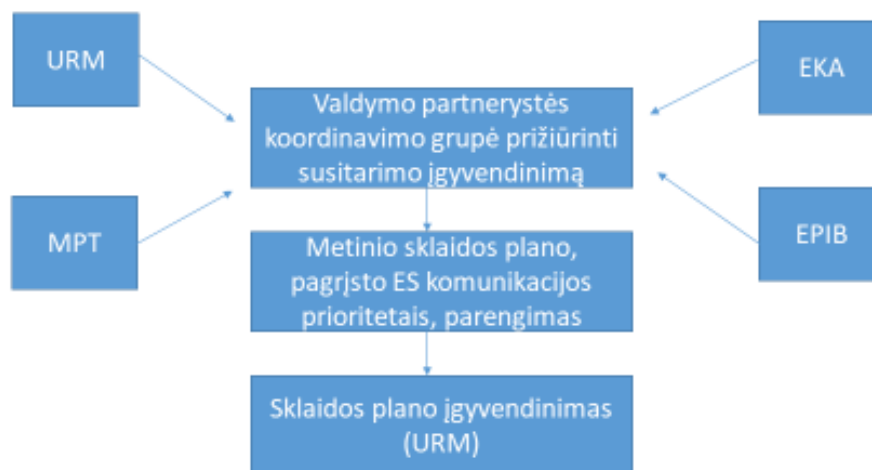 URM
EKA
Valdymo partnerystės
koordinavimo grupė prižiūrinti
susitarimo įgyvendinimą
MPT
EPIB
Metinio sklaidos plano,
pagrįsto ES komunikacijos
prioritetais, parengimas
Sklaidos plano įgyvendinimas
(URM)